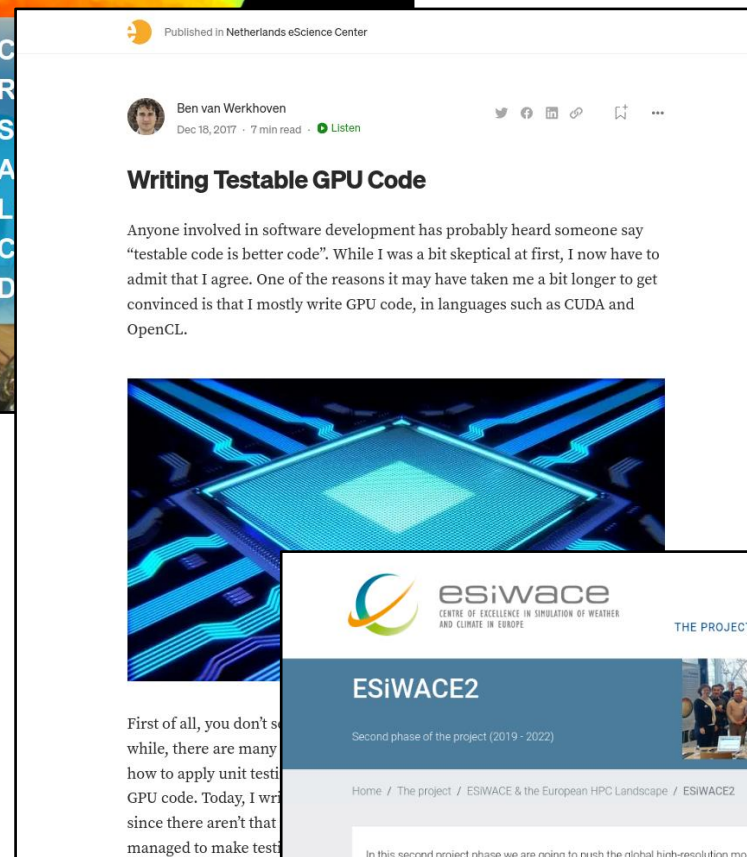 C
R
S
A
L
C
D
Published in Netherlands eScience Center
Ben van Werkhoven
Dec 18, 2017 · 7 min read · Listen
Writing Testable GPU Code
Anyone involved in software development has probably heard someone say
“testable code is better code”. While I was a bit skeptical at first, I now have to
admit that I agree. One of the reasons it may have taken me a bit longer to get
convinced is that I mostly write GPU code, in languages such as CUDA and
OpenCL.
First of all, you don’t
while, there are many
how to apply unit
GPU code. Today, I
since there aren’t that
managed to make
esiwace
CENTRE OF EXCELLENCE IN SIMULATION OF WEATHER
AND CLIMATE IN EUROPE
THE PROJECT
ESiWACE2
Second phase of the project (2019 - 2022)
Home / The project / ESiWACE & the European HPC Landscape / ESiWACE2
In this second project phase we are going to push the global high-resolution